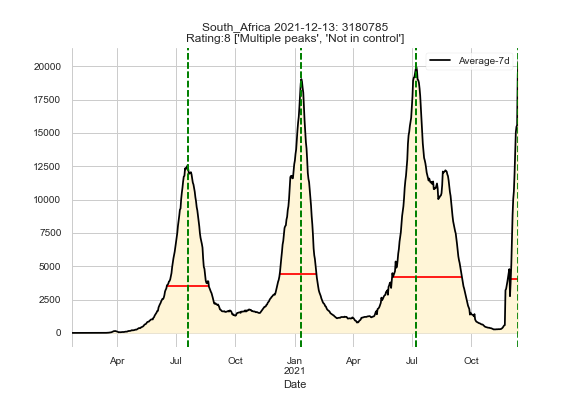 South_Africa 2021-12-13: 3180785
Rating:8 ['Multiple peaks', 'Not in control']
Average-7d
20000
17500
15000
12500
10000
7500
5000
2500
0
Apr Jul Oct Jan Apr Jul Oct
2021
Date